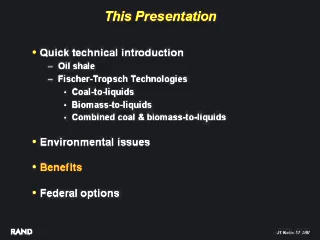 This Presentation
• Quick technical introduction
– Oil shale
– Fischer-Tropsch Technologies
• Coal-to-liquids
• Biomass-to-liquids
• Combined coal & biomass-to-liquids
• Environmental issues
• Benefits
• Federal options
RAND